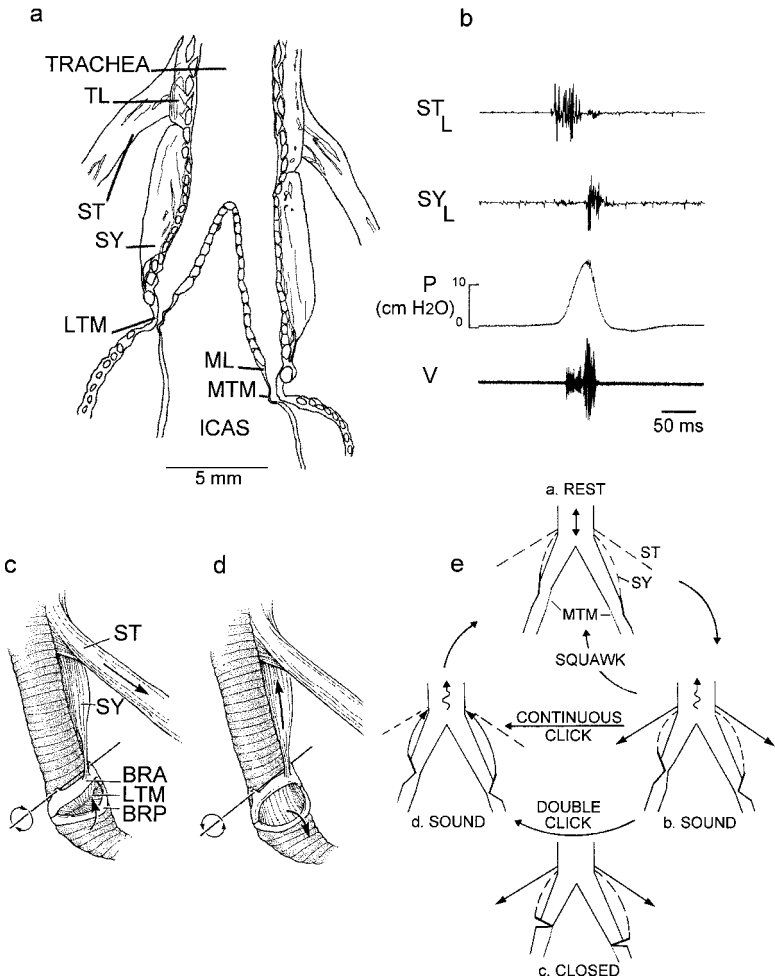 a
TRACHEA
TL
ST
SY
LTM
ML
MTM
ICAS
5 mm
b
ST L
SY L
P
10
(cm H2O)
0
V
50 ms
c
ST
SY
BRA
LTM
BRP
d
e
a. REST
ST
SY
MTM
SQUAWK
CONTINUOUS
CLICK
d. SOUND
DOUBLE
CLICK
b. SOUND
c. CLOSED